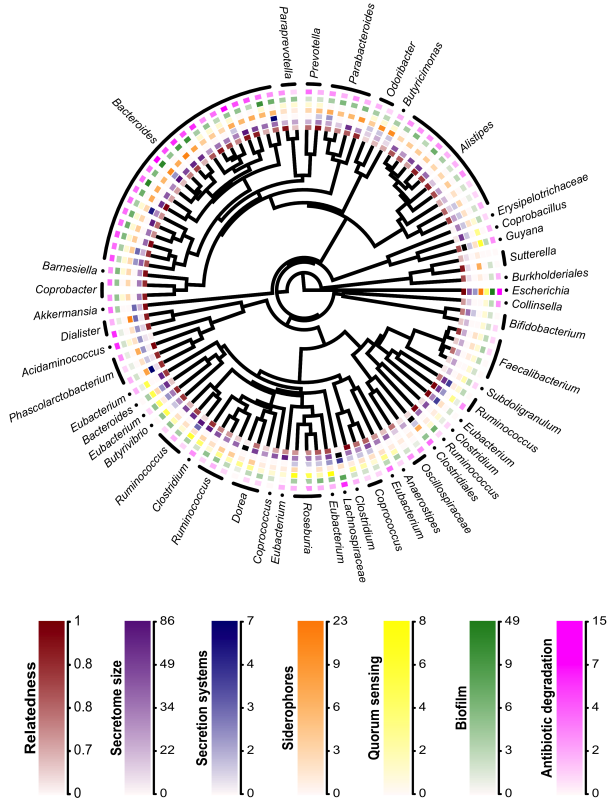 Paraprevotella
Prevotella
Parabacteroides
Odoribacter
Butyricimonas
Alistipes
Erysipelotrichaceae
Coprobacillus
Guyana
Sutterella
Burkholderiales
Escherichia
Collinsella
Bifidobacterium
Faecalibacterium
Subdoligranulum
Ruminococcus
Eubacterium
Clostridium
Ruminococcus
Clostridiales
Oscillospiraceae
Anaerostipes
Eubacterium
Coprococcus
Clostridium
Lachnospiraceae
Eubacterium
Roseburia
Eubacterium
Coprococcus
Dorea
Ruminococcus
Clostridium
Ruminococcus
Butyrivibrio
Eubacterium
Bacteroides
Eubacterium
Phascolarctobacterium
Acidaminococcus
Dialister
Akkermansia
Coprobacter
Barnesiella
Bacteroides
Relatedness
1
0.8
0.8
0.7
0
Secretome size
86
49
34
22
0
Secretion systems
7
4
3
2
0
Siderophores
23
9
6
3
0
Quorum sensing
8
6
4
2
0
Biofilm
49
9
6
3
0
Antibiotic degradation
15
7
4
2
0